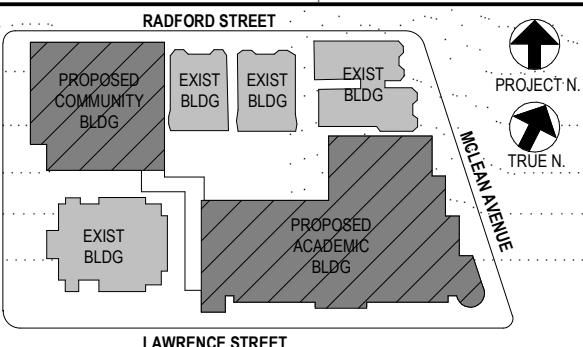 RADFORD STREET
PROPOSED
COMMUNITY
BLDG
EXIST
BLDG
EXIST
BLDG
EXIST
BLDG
PROJECT N.
TRUE N.
MCLEAN AVENUE
EXIST
BLDG
PROPOSED
ACADEMIC
BLDG
LAWRENCE STREET